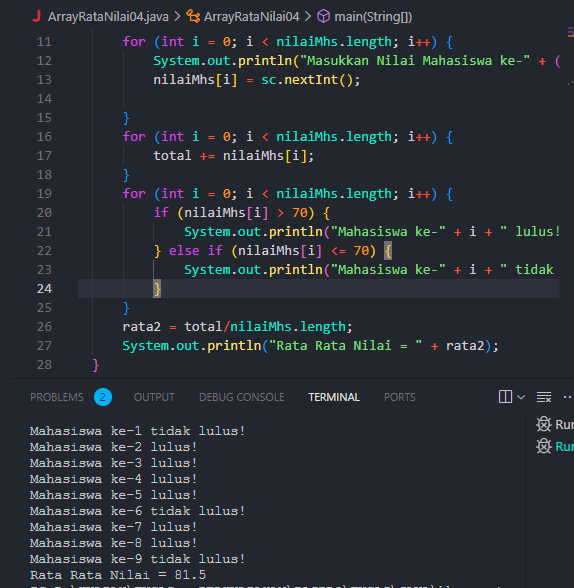 J ArrayRataNilai04.java > ArrayRataNilai04 > main(String[])
11 for (int i = 0; i < nilaiMhs.length; i++) {
12 System.out.println("Masukkan Nilai Mahasiswa ke-" + (
13 nilaiMhs[i] = sc.nextInt();
14
15 }
16 for (int i = 0; i < nilaiMhs.length; i++) {
17 total += nilaiMhs[i];
18 }
19 for (int i = 0; i < nilaiMhs.length; i++) {
20 if (nilaiMhs[i] > 70) {
21 System.out.println("Mahasiswa ke-" + i + " lulus!
22 } else if (nilaiMhs[i] <= 70) {
23 System.out.println("Mahasiswa ke-" + i + " tidak
24 }
25 }
26 rata2 = total/nilaiMhs.length;
27 System.out.println("Rata Rata Nilai = " + rata2);
28 }
PROBLEMS 2 OUTPUT DEBUG CONSOLE TERMINAL PORTS
Mahasiswa ke-1 tidak lulus!
Mahasiswa ke-2 lulus!
Mahasiswa ke-3 lulus!
Mahasiswa ke-4 lulus!
Mahasiswa ke-5 lulus!
Mahasiswa ke-6 tidak lulus!
Mahasiswa ke-7 lulus!
Mahasiswa ke-8 lulus!
Mahasiswa ke-9 tidak lulus!
Rata Rata Nilai = 81.5
Run
Run